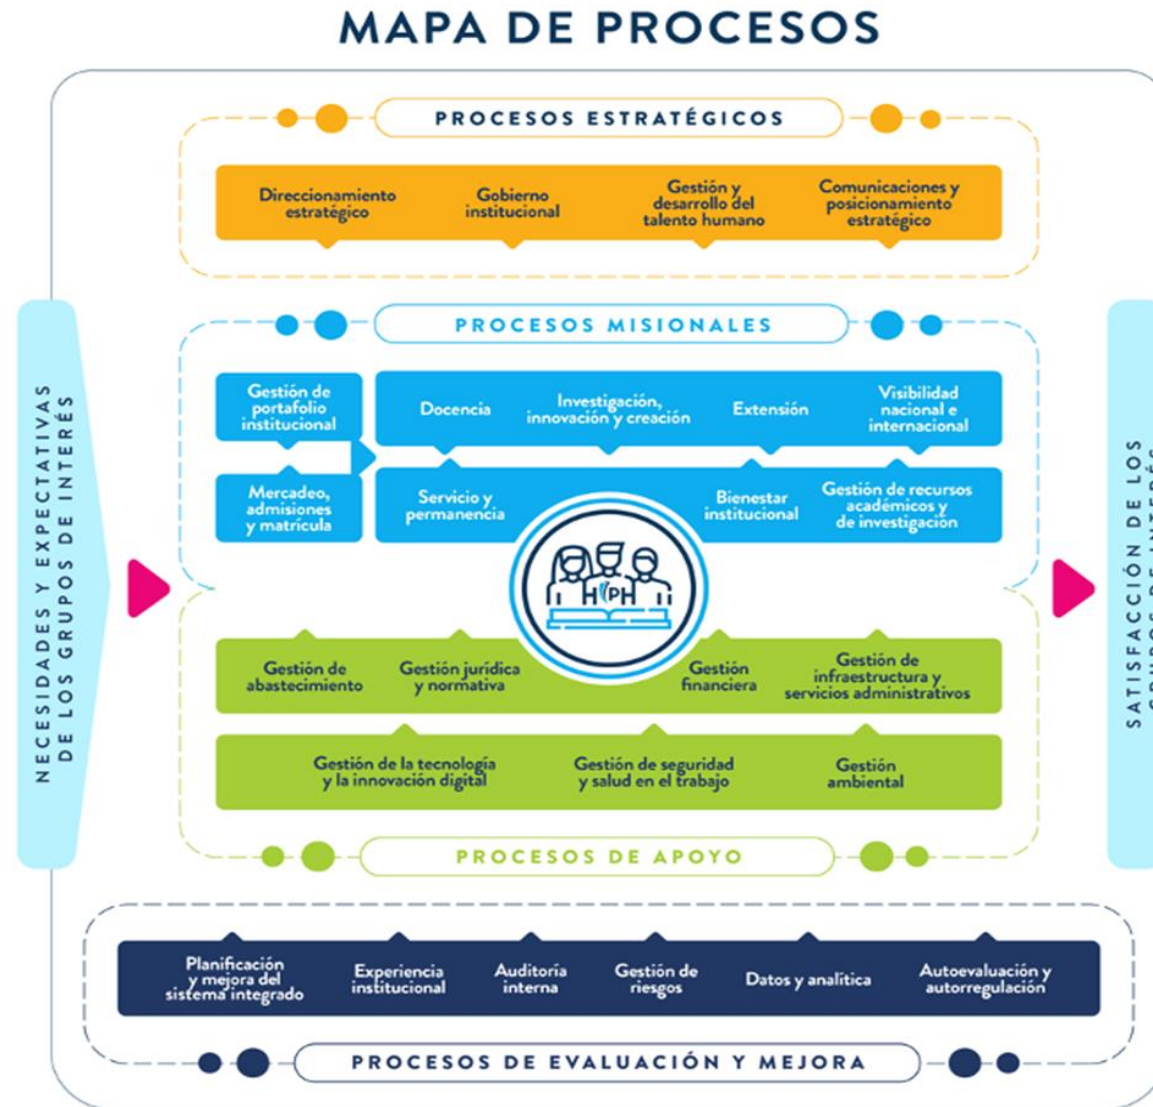 MAPA DE PROCESOS
PROCESOS ESTRATÉGICOS
Direccionamiento
estratégico
Gobierno
institucional
Gestión y
desarrollo del
talento humano
Comunicaciones y
posicionamiento
estratégico
NECESIDADES Y EXPECTATIVAS
DE LOS GRUPOS DE INTERÉS
PROCESOS MISIONALES
Gestión de
portafolio
institucional
Mercadeo,
admisiones
y matrícula
Docencia
Investigación,
innovación y creación
Extensión
Visibilidad
nacional e
internacional
Servicio y
permanencia
Bienestar
institucional
Gestión de recursos
académicos y
de investigación
Gestión de
abastecimiento
Gestión jurídica
y normativa
Gestión
financiera
Gestión de
infraestructura y
servicios administrativos
Gestión de la tecnología
y la innovación digital
Gestión de seguridad
y salud en el trabajo
Gestión
ambiental
PROCESOS DE APOYO
SATISFACCIÓN DE LOS
GRUPOS DE INTERÉS
Planificación
y mejora del
sistema integrado
Experiencia
institucional
Auditoría
interna
Gestión de
riesgos
Datos y analítica
Autoevaluación y
autorregulación
PROCESOS DE EVALUACIÓN Y MEJORA